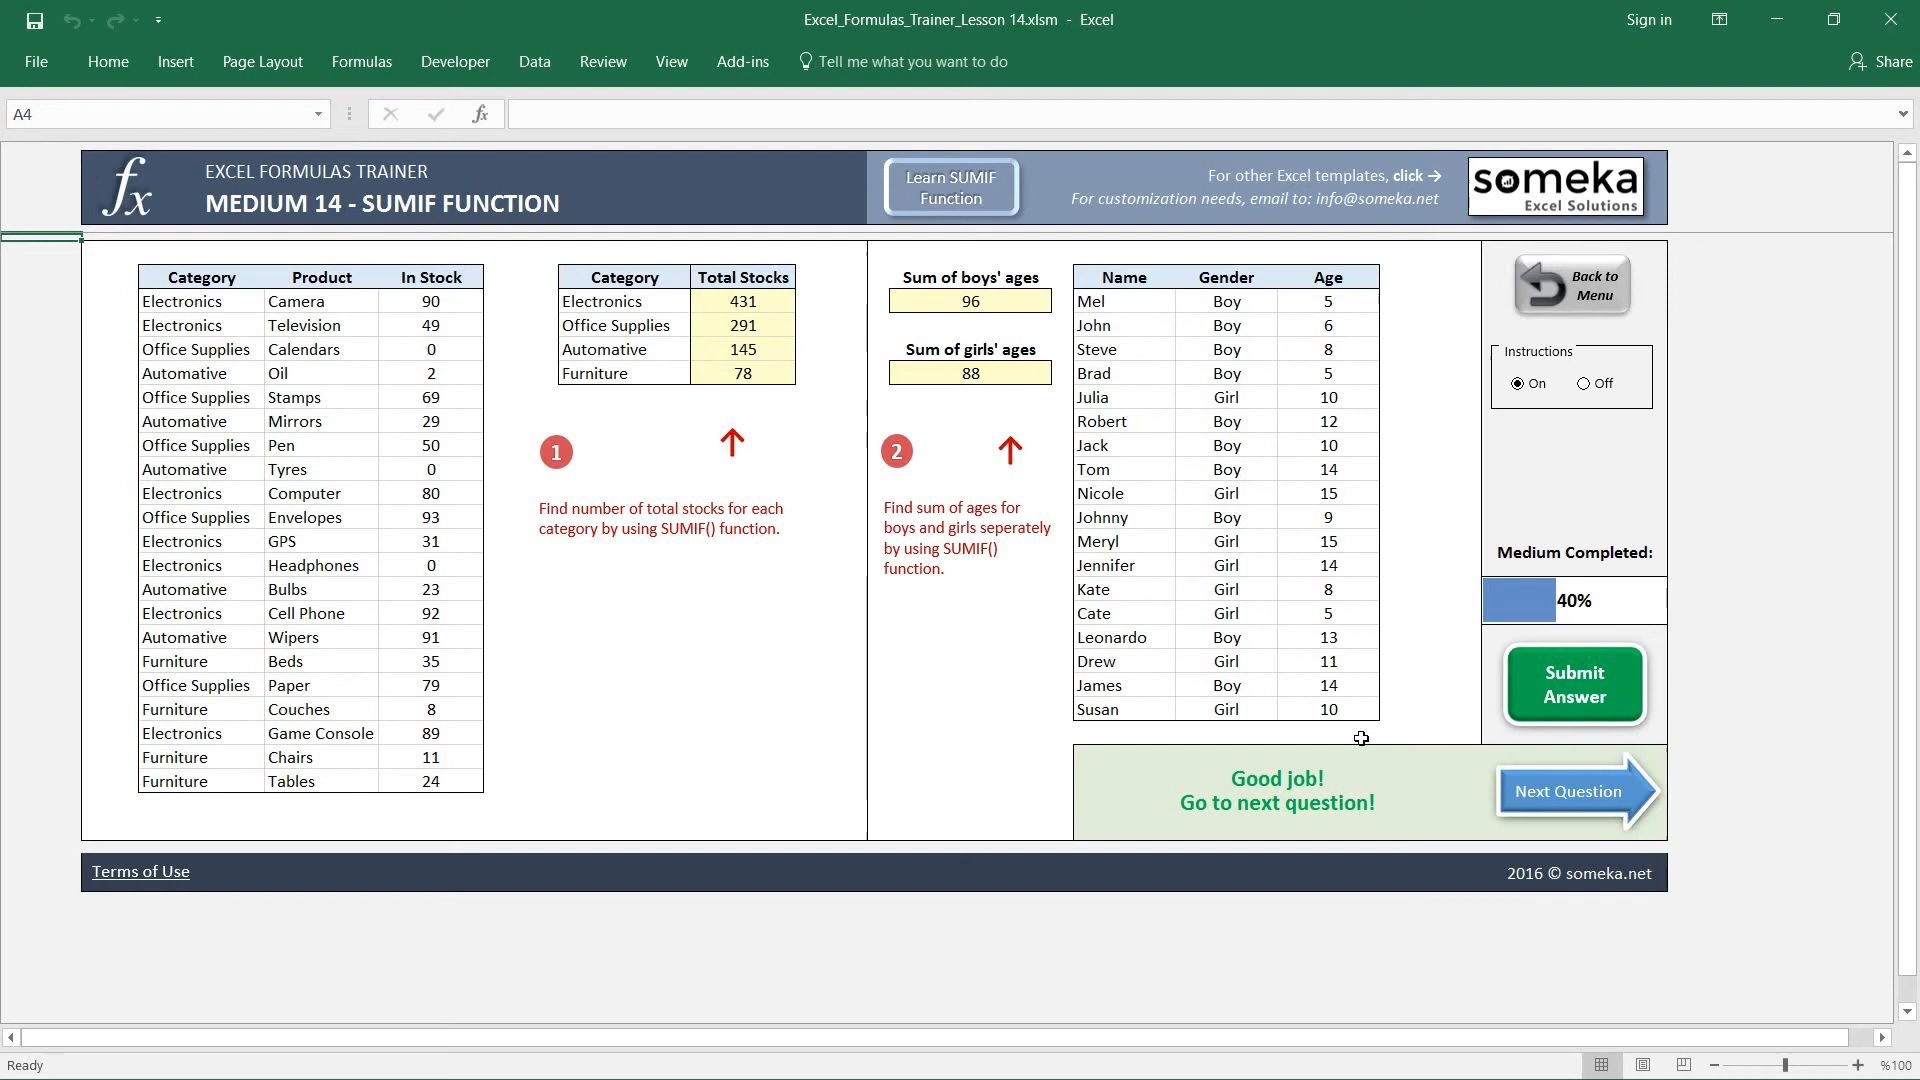 Excel_Formulas_Trainer_Lesson 14.xlsm - Excel
Sign in
File Home Insert Page Layout Formulas Developer Data Review View Add-ins Tell me what you want to do Share
A4
fx
fx
EXCEL FORMULAS TRAINER
MEDIUM 14 - SUMIF FUNCTION
Learn SUMIF
Function
For other Excel templates, click →
For customization needs, email to: info@someka.net
someka
Excel Solutions
Category Product In Stock
Electronics Camera 90
Electronics Television 49
Office Supplies Calendars 0
Automative Oil 2
Office Supplies Stamps 69
Automative Mirrors 29
Office Supplies Pen 50
Automative Tyres 0
Electronics Computer 80
Office Supplies Envelopes 93
Electronics GPS 31
Electronics Headphones 0
Automative Bulbs 23
Electronics Cell Phone 92
Automative Wipers 91
Furniture Beds 35
Office Supplies Paper 79
Furniture Couches 8
Electronics Game Console 89
Furniture Chairs 11
Furniture Tables 24
Category Total Stocks
Electronics 431
Office Supplies 291
Automative 145
Furniture 78
1
Find number of total stocks for each
category by using SUMIF() function.
Sum of boys' ages
96
Sum of girls' ages
88
2
Find sum of ages for
boys and girls seperately
by using SUMIF()
function.
Name Gender Age
Mel Boy 5
John Boy 6
Steve Boy 8
Brad Boy 5
Julia Girl 10
Robert Boy 12
Jack Boy 10
Tom Boy 14
Nicole Girl 15
Johnny Boy 9
Meryl Girl 15
Jennifer Girl 14
Kate Girl 8
Cate Girl 5
Leonardo Boy 13
Drew Girl 11
James Boy 14
Susan Girl 10
Back to
Menu
Instructions
On Off
Medium Completed:
40%
Submit
Answer
Good job!
Go to next question!
Next Question
Terms of Use
2016 © someka.net
Ready
%100